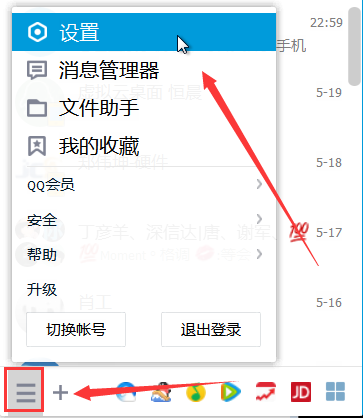 设置
22:59
手机
消息管理器
5-19
文件助手
我的收藏
5-18
QQ会员
安全
5-17
帮助
升级
5-16
切换帐号 退出登录
JD